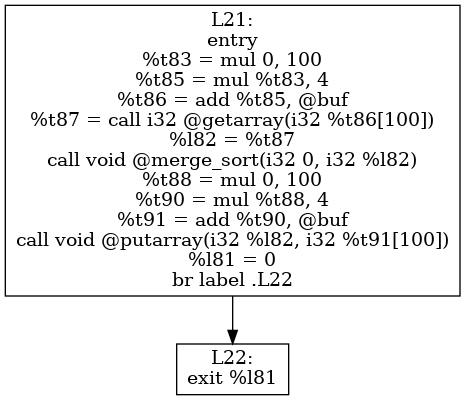 L21:
entry
%t83 = mul 0, 100
%t85 = mul %t83, 4
%t86 = add %t85, @buf
%t87 = call i32 @getarray(i32 %t86[100])
%l82 = %t87
call void @merge_sort(i32 0, i32 %l82)
%t88 = mul 0, 100
%t90 = mul %t88, 4
%t91 = add %t90, @buf
call void @putarray(i32 %l82, i32 %t91[100])
%l81 = 0
br label .L22
L22:
exit %l81